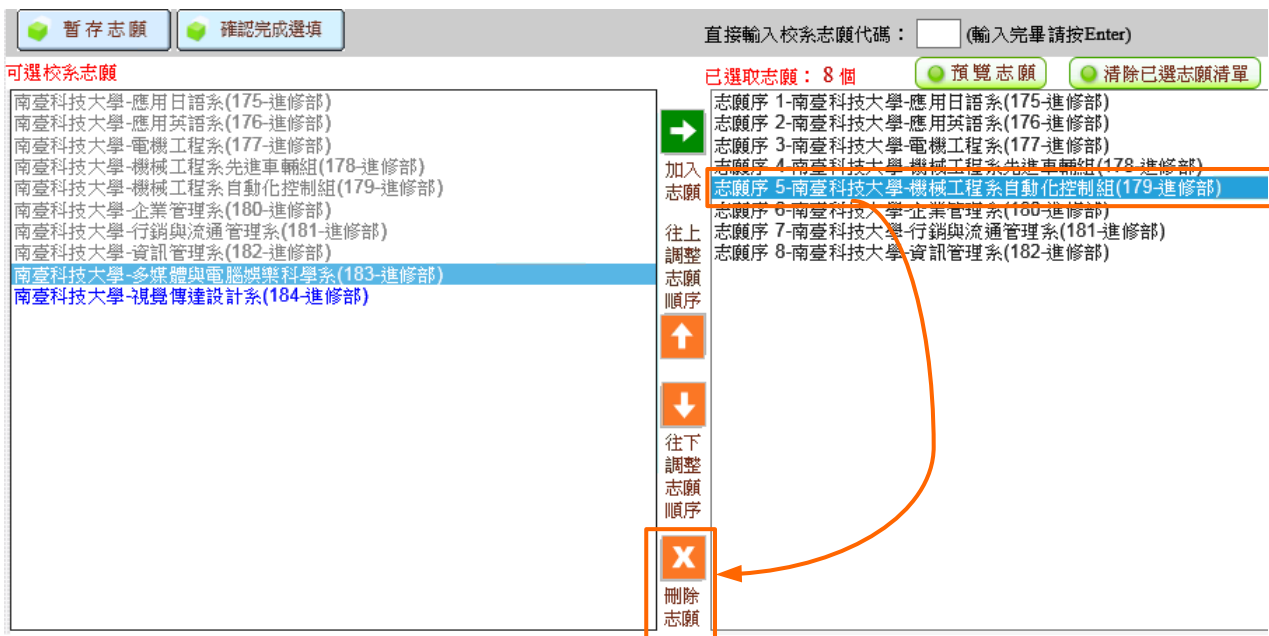 暫存志願
確認完成選填
直接輸入校系志願代碼： (輸入完畢請按Enter)
可選校系志願
已選取志願： 8 個
預覽志願
清除已選志願清單
南臺科技大學-應用日語系(175-進修部)
南臺科技大學-應用英語系(176-進修部)
南臺科技大學-電機工程系(177-進修部)
南臺科技大學-機械工程系先進車輛組(178-進修部)
南臺科技大學-機械工程系自動化控制組(179-進修部)
南臺科技大學-企業管理系(180-進修部)
南臺科技大學-行銷與流通管理系(181-進修部)
南臺科技大學-資訊管理系(182-進修部)
南臺科技大學-多媒體與電腦娛樂科學系(183-進修部)
南臺科技大學-視覺傳達設計系(184-進修部)
加入
志願
往上
調整
志願
順序
往下
調整
志願
順序
X
刪除
志願
志願序 1-南臺科技大學-應用日語系(175-進修部)
志願序 2-南臺科技大學-應用英語系(176-進修部)
志願序 3-南臺科技大學-電機工程系(177-進修部)
志願序 4-南臺科技大學-機械工程系先進車輛組(178-進修部)
志願序 5-南臺科技大學-機械工程系自動化控制組(179-進修部)
志願序 6-南臺科技大學-企業管理系(180-進修部)
志願序 7-南臺科技大學-行銷與流通管理系(181-進修部)
志願序 8-南臺科技大學-資訊管理系(182-進修部)